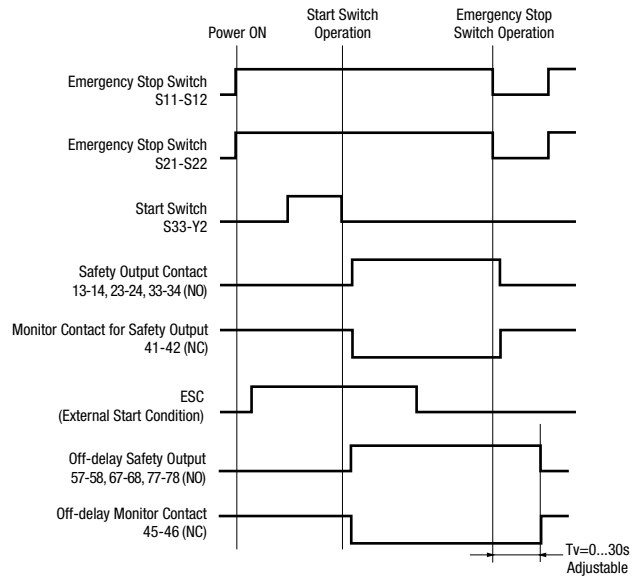 Power ON
Start Switch
Operation
Emergency Stop
Switch Operation
Emergency Stop Switch
S11-S12
Emergency Stop Switch
S21-S22
Start Switch
S33-Y2
Safety Output Contact
13-14, 23-24, 33-34 (NO)
Monitor Contact for Safety Output
41-42 (NC)
ESC
(External Start Condition)
Off-delay Safety Output
57-58, 67-68, 77-78 (NO)
Off-delay Monitor Contact
45-46 (NC)
Tv=0...30s
Adjustable